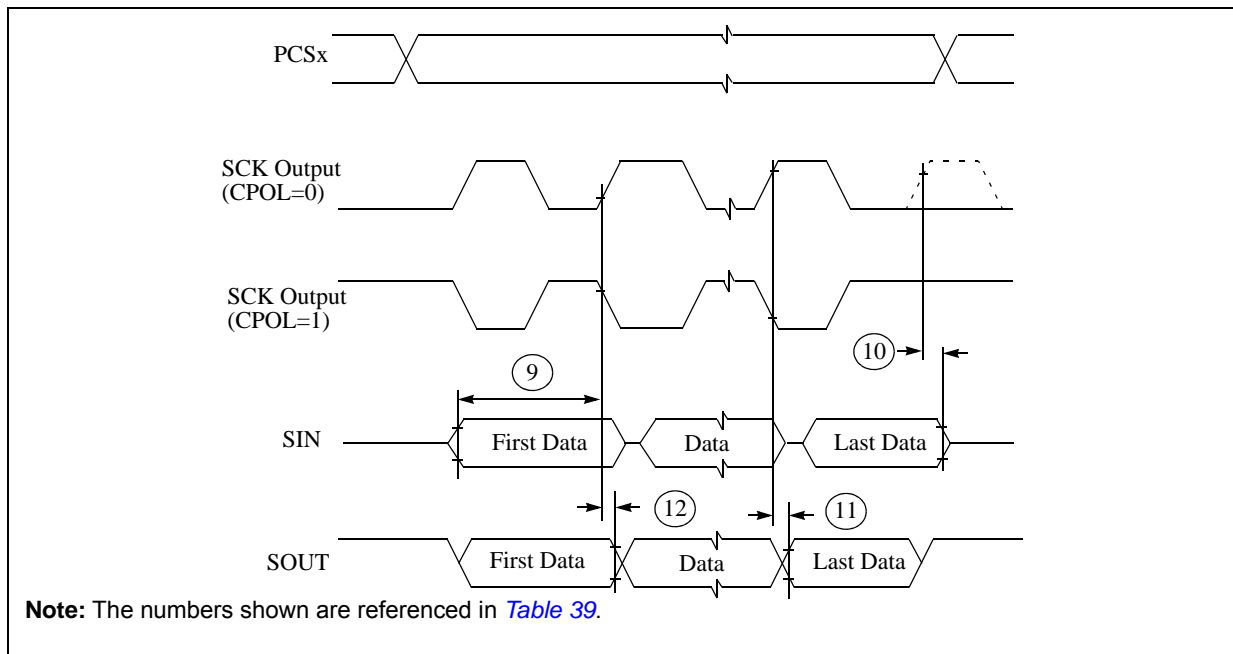 PCSx
SCK Output
(CPOL=0)
SCK Output
(CPOL=1)
10
9
SIN
First Data
Data
Last Data
12
11
SOUT
First Data
Data
Last Data
Note: The numbers shown are referenced in Table 39.